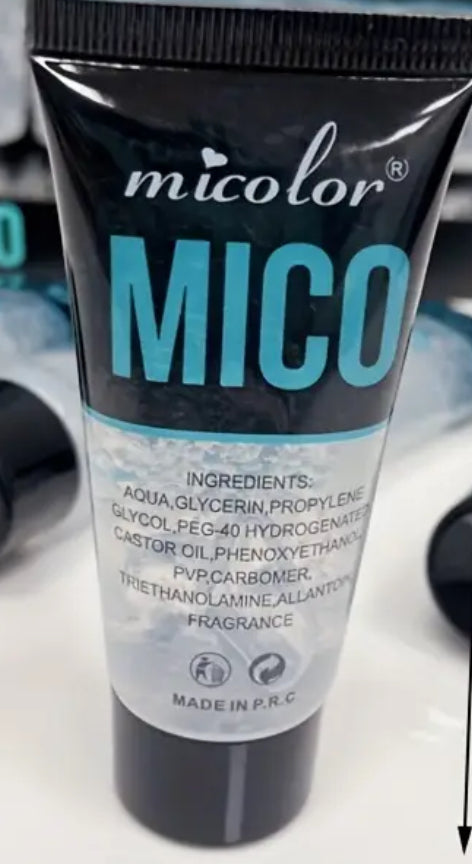 micolor®
MICO
INGREDIENTS:
AQUA,GLYCERIN,PROPYLENE
GLYCOL,PEG-40 HYDROGENATED
CASTOR OIL,PHENOXYETHANOL,
PVP,CARBOMER,
TRIETHANOLAMINE,
FRAGRANCE
MADE IN P.R.C